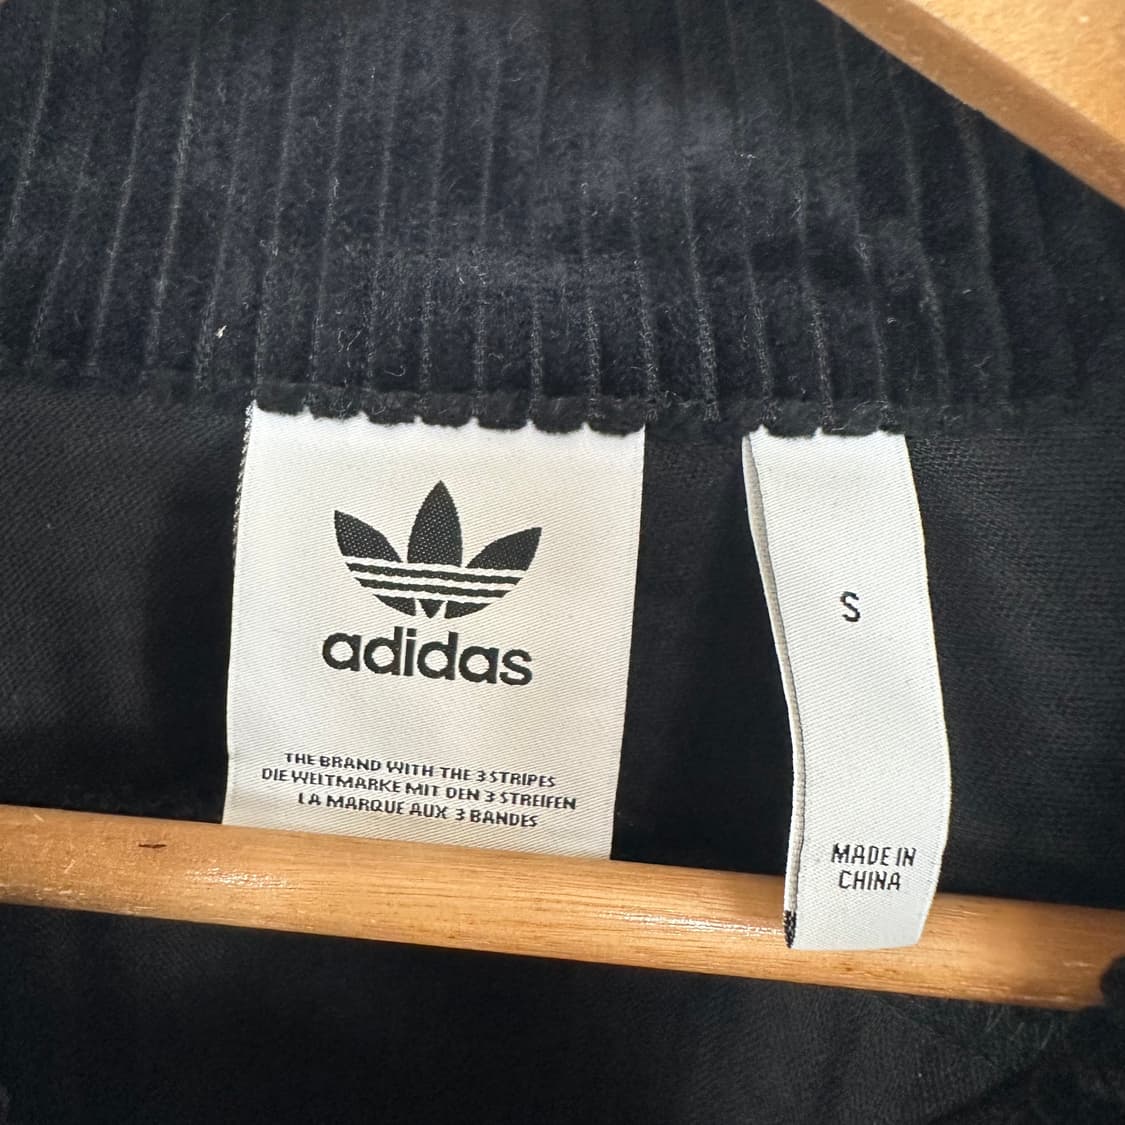 adidas
THE BRAND WITH THE 3 STRIPES
DIE WELTMARKE MIT DEN 3 STREIFEN
LA MARQUE AUX 3 BANDES
S
MADE IN
CHINA